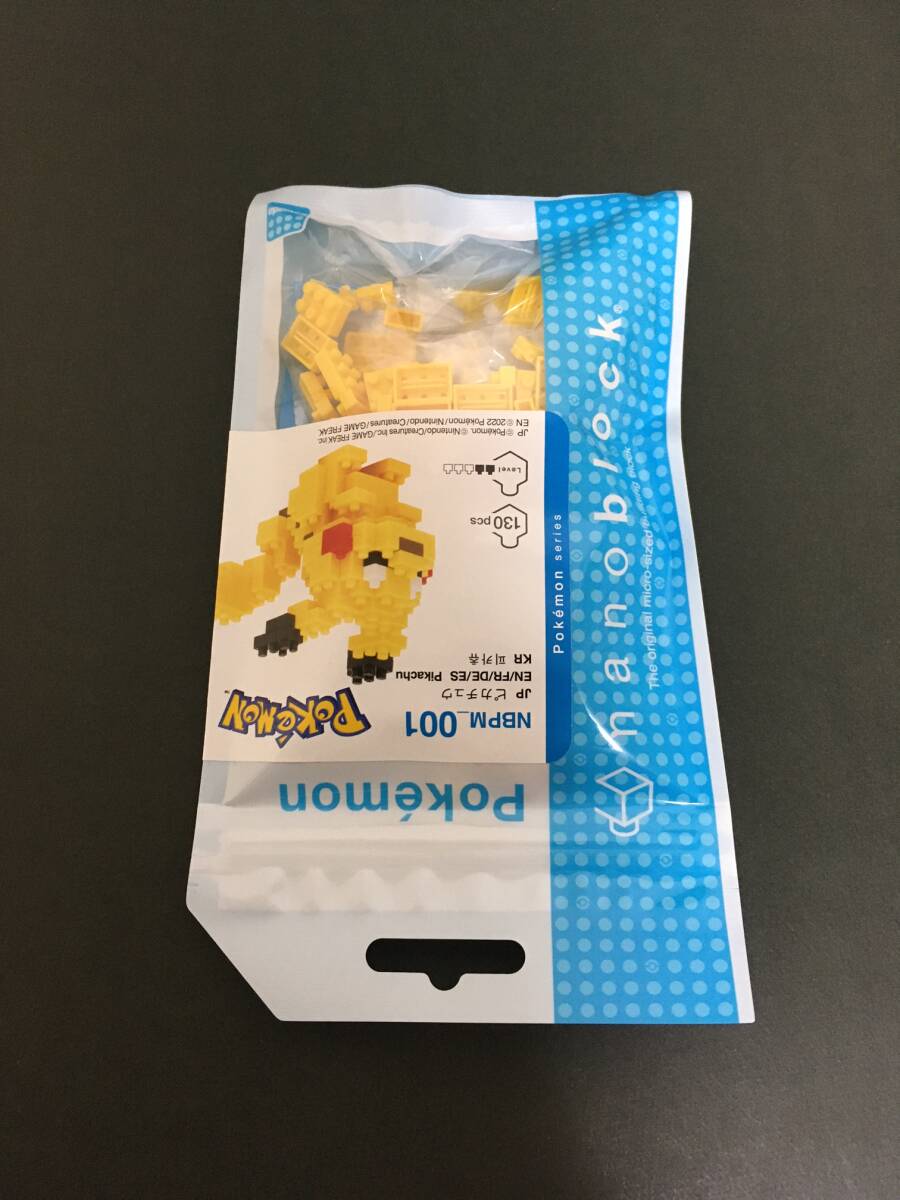 Pokémon
NBPM_001
JP ピカチュウ
EN/FR/DE/ES Pikachu
KR 피카츄
POKÉMON
TM
130 pcs
Level
JP ©Pokémon. ©Nintendo/Creatures Inc./GAME FREAK inc.
EN © 2022 Pokémon/Nintendo/Creatures/GAME FREAK
Pokémon series
nanoblock®
The original micro-sized building block